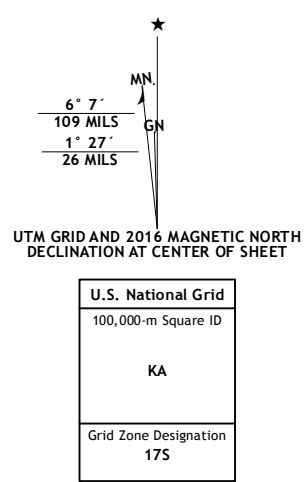 MN.
6° 7´
109 MILS
GN
1° 27´
26 MILS
UTM GRID AND 2016 MAGNETIC NORTH
DECLINATION AT CENTER OF SHEET
U.S. National Grid
100,000-m Square ID
KA
Grid Zone Designation
17S